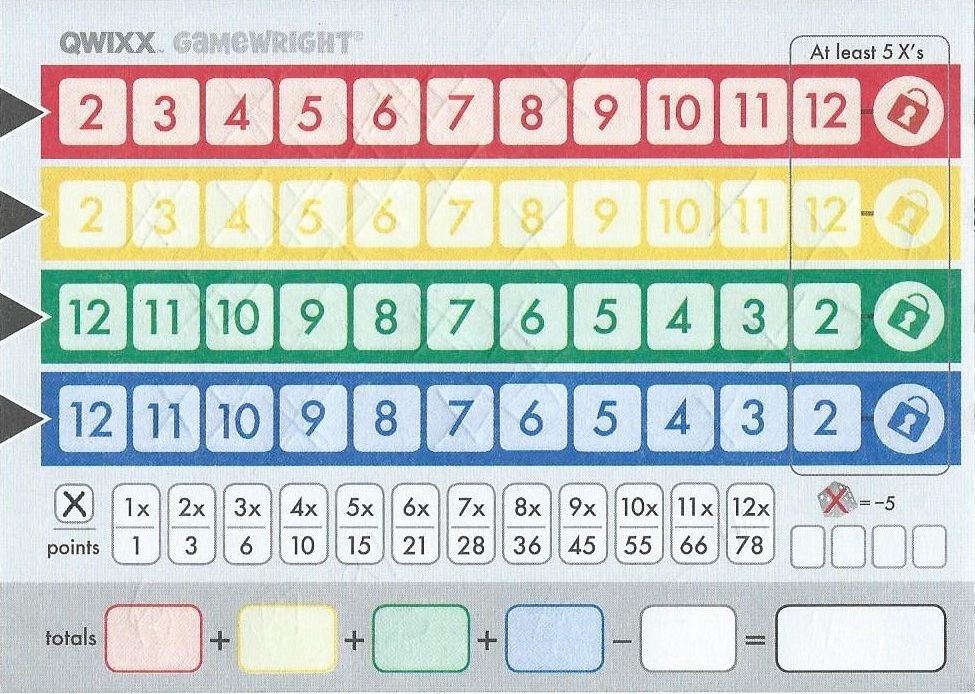 QWIXX™ GAMEWRIGHT®
At least 5 X's
2 3 4 5 6 7 8 9 10 11 12
2 3 4 5 6 7 8 9 10 11 12
12 11 10 9 8 7 6 5 4 3 2
12 11 10 9 8 7 6 5 4 3 2
X 1x 2x 3x 4x 5x 6x 7x 8x 9x 10x 11x 12x
points 1 3 6 10 15 21 28 36 45 55 66 78
X = –5
totals + + + – =